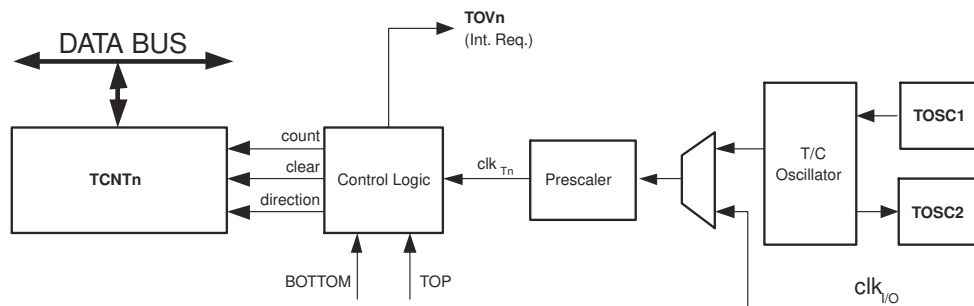 TOVn
(Int. Req.)
DATA BUS
TCNTn
count
clear
direction
Control Logic
clk Tn
Prescaler
T/C
Oscillator
TOSC1
TOSC2
BOTTOM
TOP
clk I/O